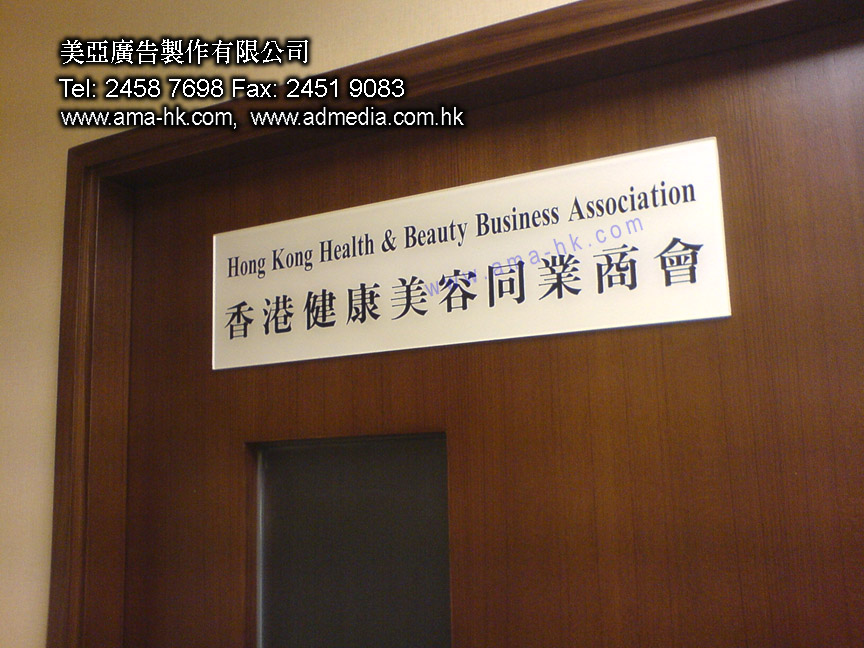 美亞廣告製作有限公司
Tel: 2458 7698 Fax: 2451 9083
www.ama-hk.com, www.admedia.com.hk
Hong Kong Health & Beauty Business Association
www.ama-hk.com
香港健康美容同業商會